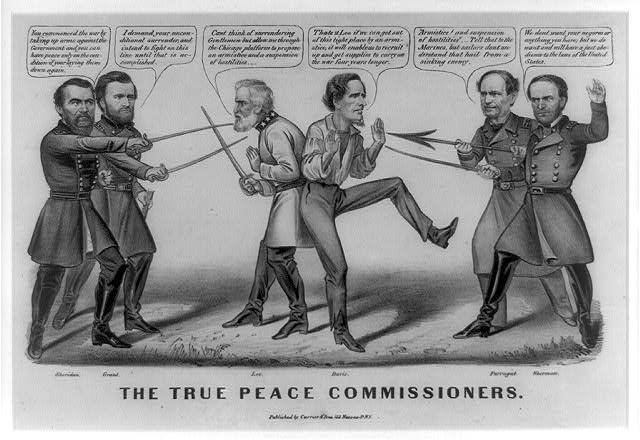 You commenced the war by
taking up arms against the
Government and you can
have peace only on the con-
dition of your laying them
down again.
I demand your uncon-
ditional surrender, and
intend to fight on this
line until that is ac-
complished.
Cant think of surrendering
Gentlemen but allow me through
the Chicago platform to propose
an armistice and a suspension
of hostilities....
Thats it Lee if we can get out
of this tight place by an armis-
tice, it will enable us to recruit
up and get supplies to carry on
the war four years longer.
"Armistice! and suspension
of hostilities".. Tell that to the
Marines, but sailors dont un-
derstand that hail from a
sinking enemy.
We dont want your negroes or
anything you have; but we do
want and will have a just obe-
dience to the laws of the United
States.
Sheridan. Grant. Lee. Davis. Farragut. Sherman.
THE TRUE PEACE COMMISSIONERS.
Published by Currier & Ives, 152 Nassau St. N.Y.